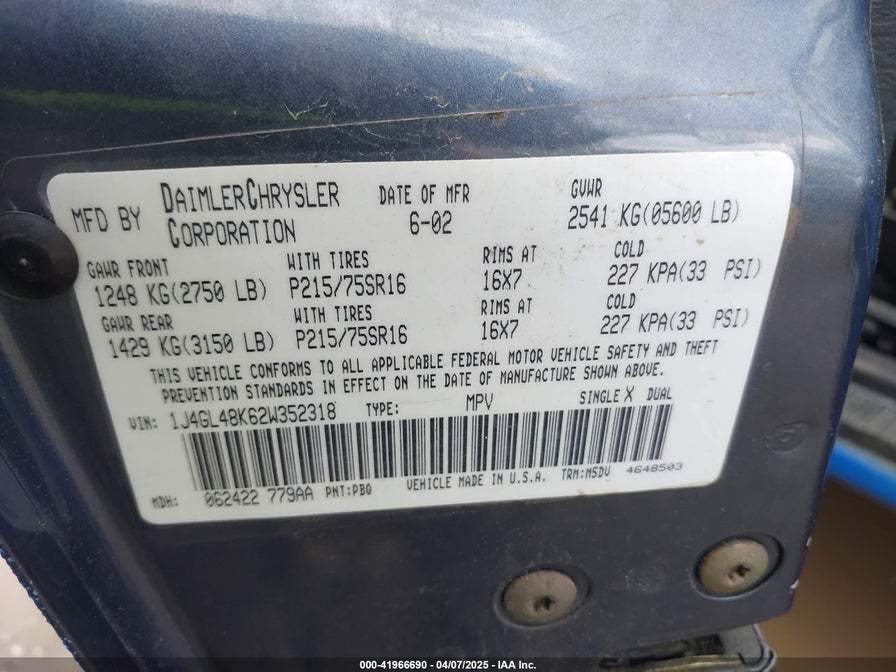 MFD BY DAIMLERCHRYSLER CORPORATION DATE OF MFR 6-02 GVWR 2541 KG(05600 LB)
GAWR FRONT WITH TIRES RIMS AT COLD
1248 KG(2750 LB) P215/75SR16 16X7 227 KPA(33 PSI)
GAWR REAR WITH TIRES RIMS AT COLD
1429 KG(3150 LB) P215/75SR16 16X7 227 KPA(33 PSI)
THIS VEHICLE CONFORMS TO ALL APPLICABLE FEDERAL MOTOR VEHICLE SAFETY AND THEFT
PREVENTION STANDARDS IN EFFECT ON THE DATE OF MANUFACTURE SHOWN ABOVE.
VIN: 1J4GL48K62W352318 TYPE: MPV SINGLE X DUAL
MDH: 062422 779AA PNT:PBQ VEHICLE MADE IN U.S.A. TRM:M5DV 4648503
000-41966690 - 04/07/2025 - IAA Inc.